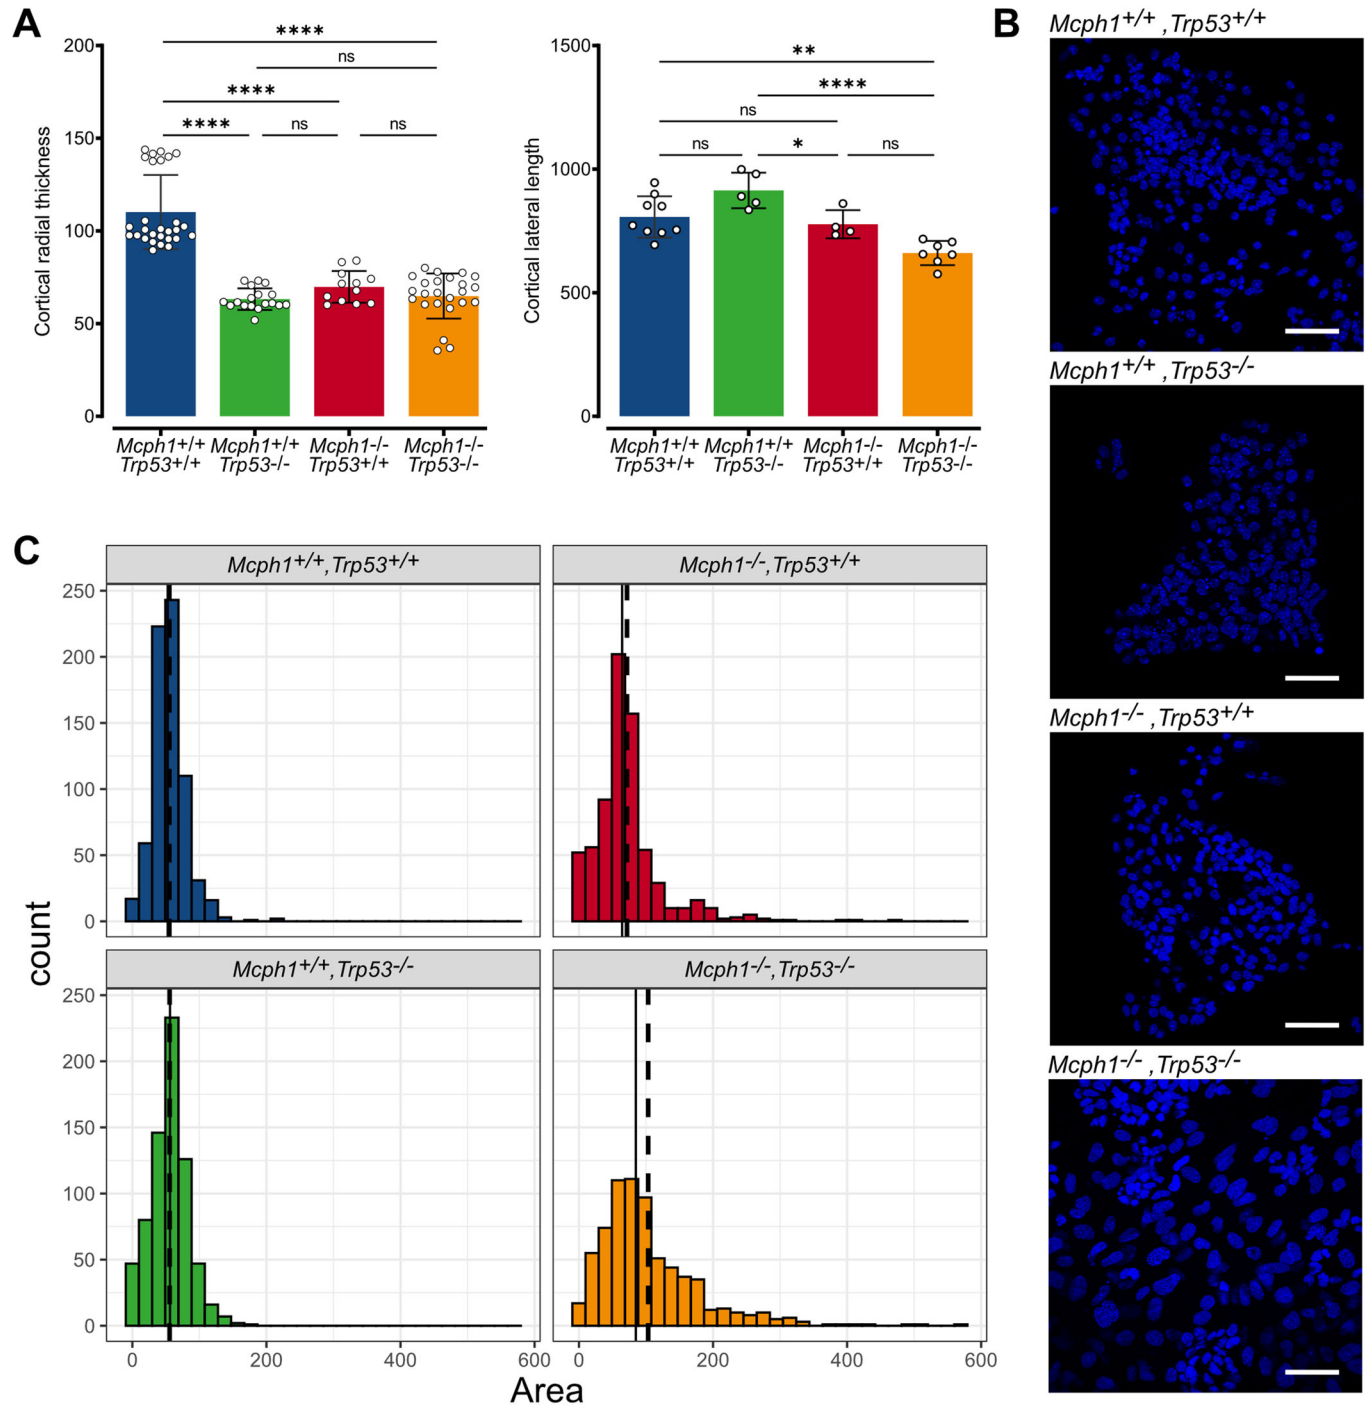 A
Cortical radial thickness
200
150
100
50
0
****
ns
****
****
ns
ns
Mcph1+/+ Mcph1+/+ Mcph1-/- Mcph1-/-
Trp53+/+ Trp53-/- Trp53+/+ Trp53-/-
Cortical lateral length
1500
1000
500
0
**
****
ns
ns
*
ns
Mcph1+/+ Mcph1+/+ Mcph1-/- Mcph1-/-
Trp53+/+ Trp53-/- Trp53+/+ Trp53-/-
B
Mcph1+/+ ,Trp53+/+
Mcph1+/+ ,Trp53-/-
Mcph1-/- ,Trp53+/+
Mcph1-/- ,Trp53-/-
C
count
Mcph1+/+,Trp53+/+
Mcph1-/-,Trp53+/+
250
200
150
100
50
0
Mcph1+/+,Trp53-/-
Mcph1-/-,Trp53-/-
250
200
150
100
50
0
0 200 400 600
0 200 400 600
Area